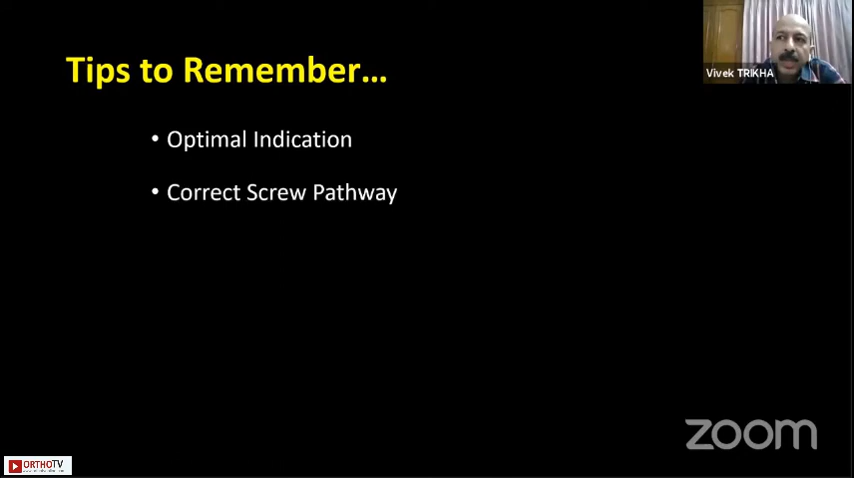 Tips to Remember...
Vivek TRIKHA
• Optimal Indication
• Correct Screw Pathway
zoom
ORTHOTV